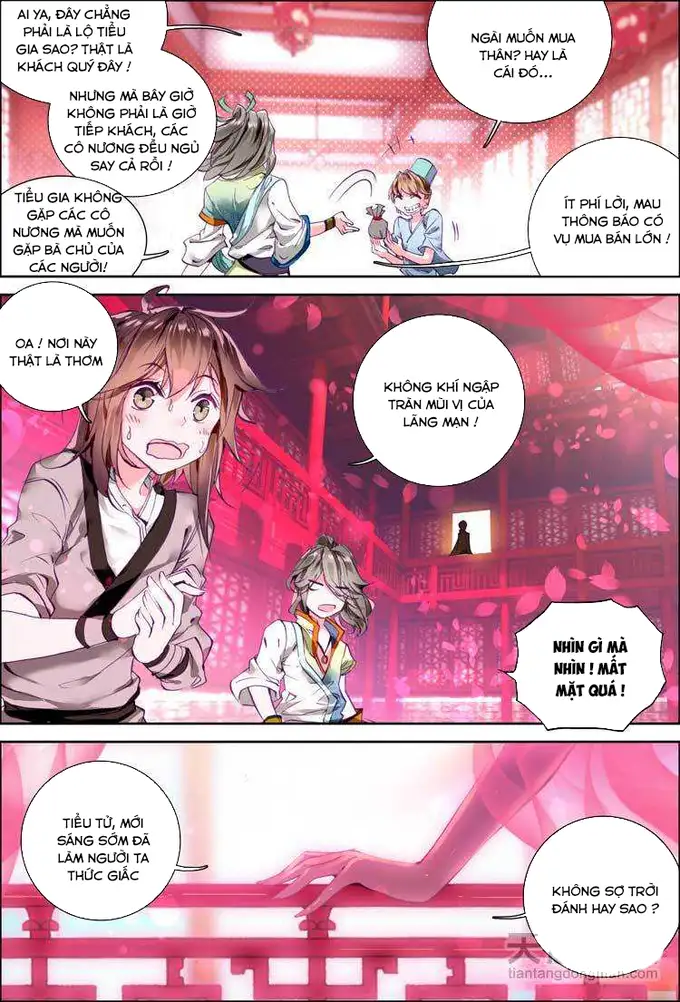 AI YA, ĐÂY CHẲNG
PHẢI LÀ LỘ TIỂU
GIA SAO? THẬT LÀ
KHÁCH QUÝ ĐÂY !
NHƯNG MÀ BÂY GIỜ
KHÔNG PHẢI LÀ GIỜ
TIẾP KHÁCH, CÁC
CÔ NƯƠNG ĐỀU NGỦ
SAY CẢ RỒI !
NGÀI MUỐN MUA
THÂN? HAY LÀ
CÁI ĐÓ...
TIỂU GIA KHÔNG
GẶP CÁC CÔ
NƯƠNG MÀ MUỐN
GẶP BÀ CHỦ CỦA
CÁC NGƯỜI!
ÍT PHÍ LỜI, MAU
THÔNG BÁO CÓ
VỤ MUA BÁN LỚN !
OA ! NƠI NÀY
THẬT LÀ THƠM
KHÔNG KHÍ NGẬP
TRÀN MÙI VỊ CỦA
LÃNG MẠN !
NHÌN GÌ MÀ
NHÌN ! MẤT
MẶT QUÁ !
TIỂU TỬ, MỚI
SÁNG SỚM ĐÃ
LÀM NGƯỜI TA
THỨC GIẤC
KHÔNG SỢ TRỜI
ĐÁNH HAY SAO ?
tiantangdongman.com